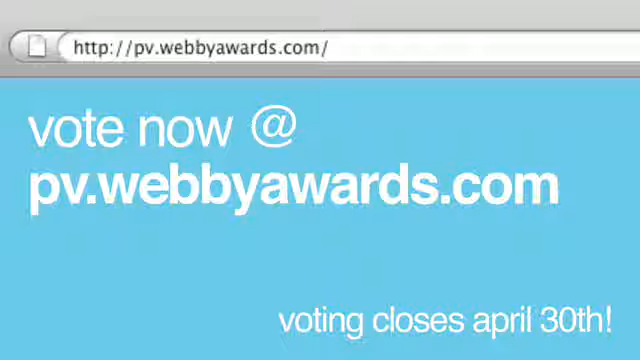 http://pv.webbyawards.com/
vote now @
pv.webbyawards.com
voting closes april 30th!